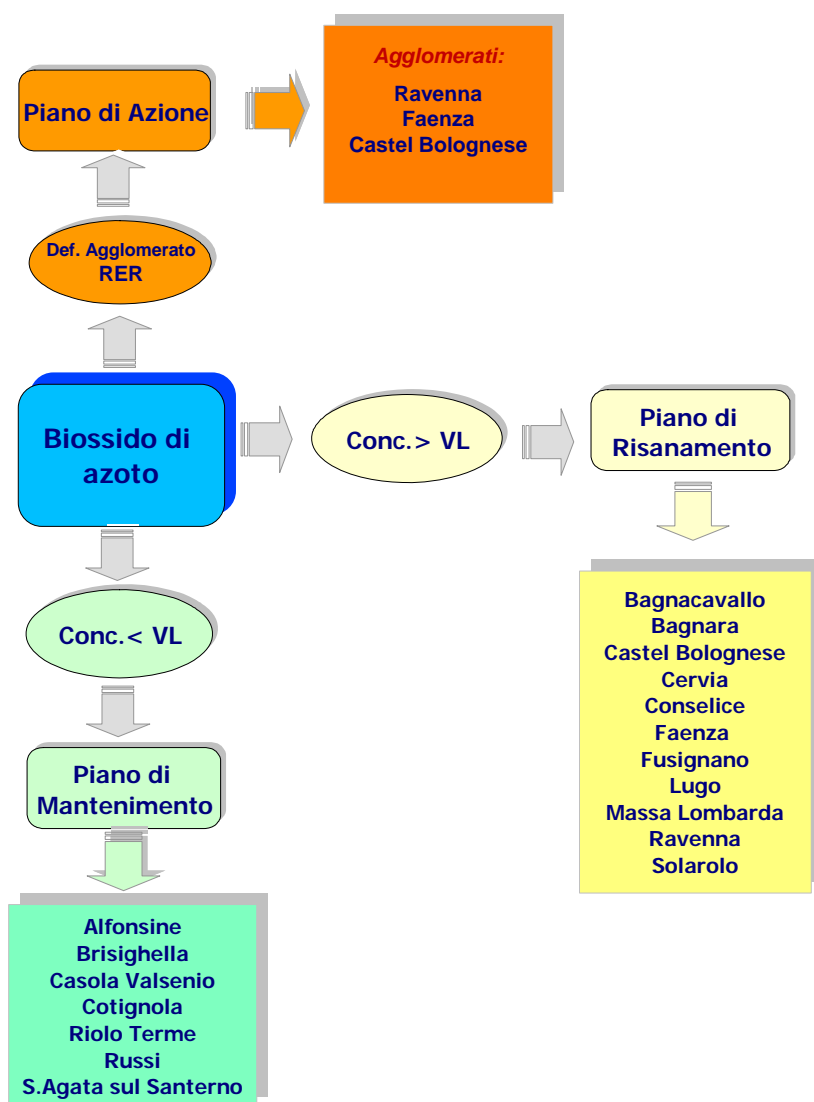 Agglomerati:
Ravenna
Faenza
Castel Bolognese
Piano di Azione
Def. Agglomerato
RER
Biossido di
azoto
Conc.> VL
Piano di
Risanamento
Bagnacavallo
Bagnara
Castel Bolognese
Cervia
Conselice
Faenza
Fusignano
Lugo
Massa Lombarda
Ravenna
Solarolo
Conc.< VL
Piano di
Mantenimento
Alfonsine
Brisighella
Casola Valsenio
Cotignola
Riolo Terme
Russi
S.Agata sul Santerno